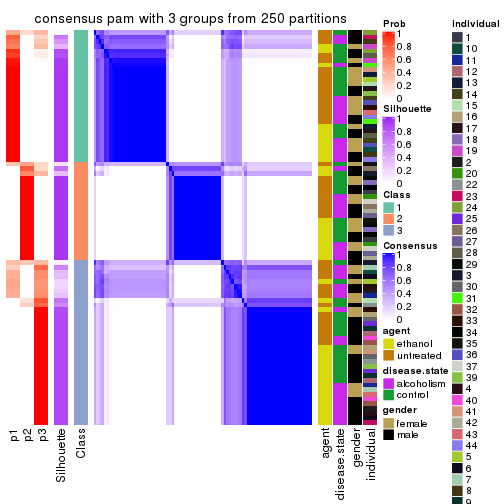 consensus pam with 3 groups from 250 partitions
p1
p2
p3
Silhouette
Class
agent
disease.state
gender
individual
Prob
1
0.8
0.6
0.4
0.2
0
Silhouette
1
0.8
0.6
0.4
0.2
0
Class
1
2
3
Consensus
1
0.8
0.6
0.4
0.2
0
agent
ethanol
untreated
disease.state
alcoholism
control
gender
female
male
individual
1
10
11
12
13
14
15
16
17
18
19
2
20
22
23
24
25
26
27
28
29
3
30
31
32
33
34
35
36
37
39
4
40
41
42
43
44
5
6
7
8
9